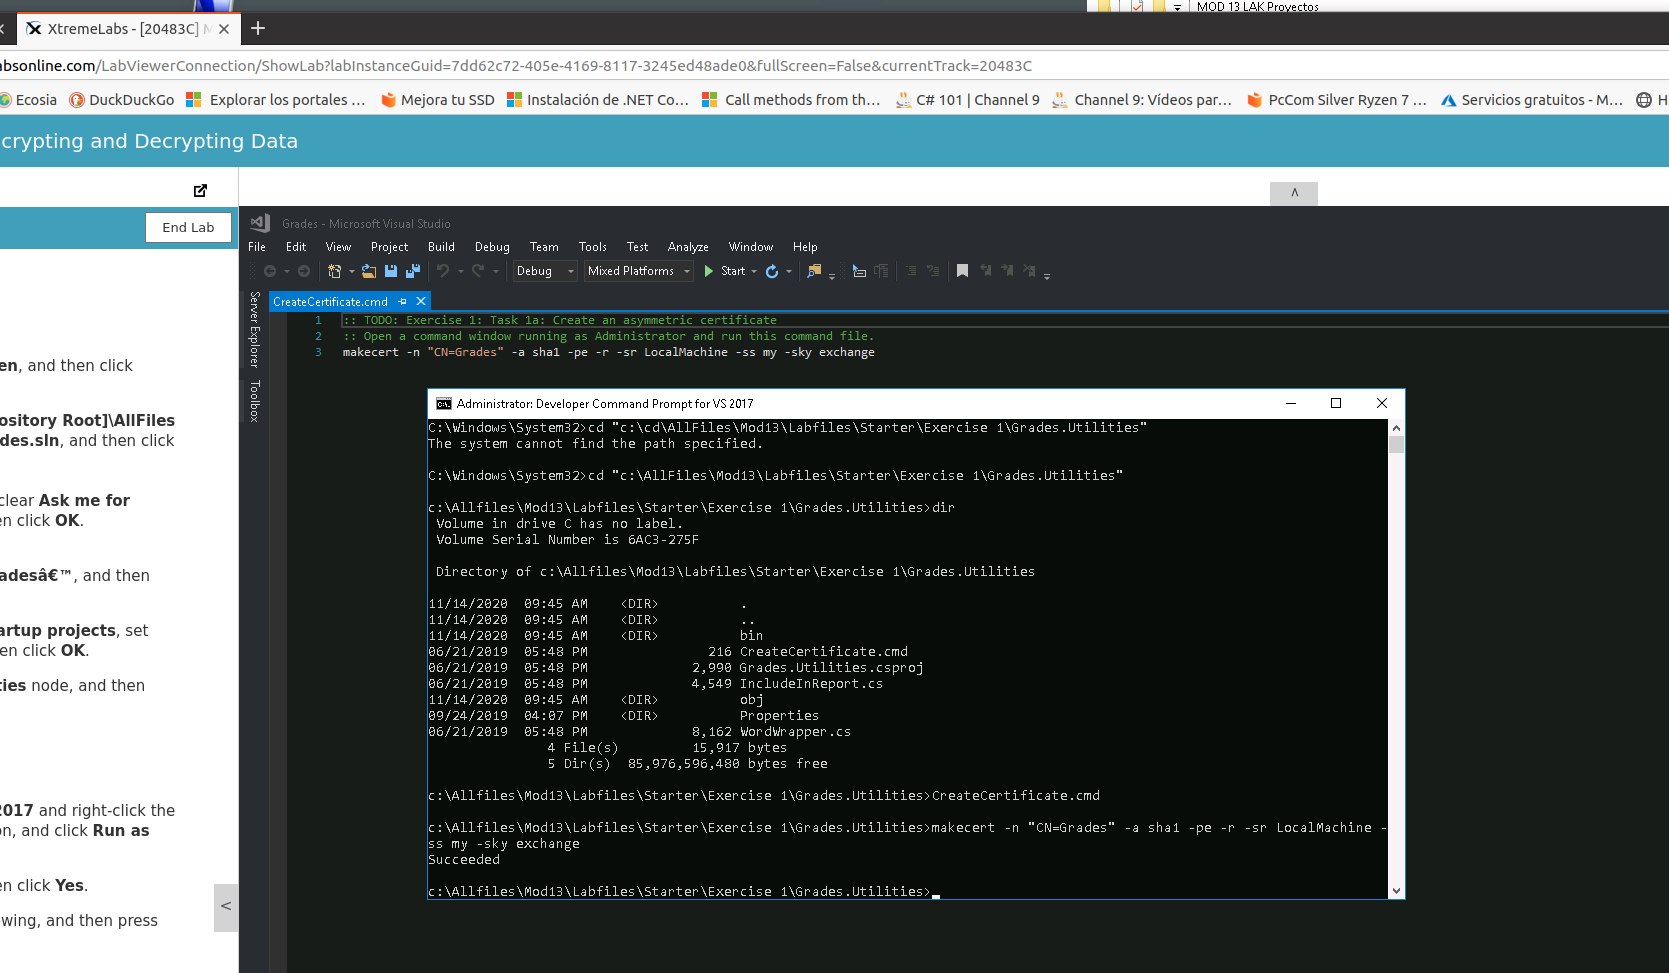 MOD 13 LAK Proyectos
XtremeLabs - [20483C] M
absonline.com/LabViewerConnection/ShowLab?labInstanceGuid=7dd62c72-405e-4169-8117-3245ed48ade0&fullScreen=False&currentTrack=20483C
Ecosia DuckDuckGo Explorar los portales ... Mejora tu SSD Instalación de .NET Co... Call methods from th... C# 101 | Channel 9 Channel 9: Vídeos par... PcCom Silver Ryzen 7 ... Servicios gratuitos - M... H
crypting and Decrypting Data
End Lab
en, and then click
ository Root]\AllFiles
des.sln, and then click
clear Ask me for
en click OK.
adesâ€™, and then
artup projects, set
en click OK.
ties node, and then
2017 and right-click the
on, and click Run as
en click Yes.
wing, and then press
<
^
Grades - Microsoft Visual Studio
File Edit View Project Build Debug Team Tools Test Analyze Window Help
Debug Mixed Platforms Start
Server Explorer
Toolbox
CreateCertificate.cmd
1 :: TODO: Exercise 1: Task 1a: Create an asymmetric certificate
2 :: Open a command window running as Administrator and run this command file.
3 makecert -n "CN=Grades" -a sha1 -pe -r -sr LocalMachine -ss my -sky exchange
Administrator: Developer Command Prompt for VS 2017
C:\Windows\System32>cd "c:\cd\AllFiles\Mod13\Labfiles\Starter\Exercise 1\Grades.Utilities"
The system cannot find the path specified.
C:\Windows\System32>cd "c:\AllFiles\Mod13\Labfiles\Starter\Exercise 1\Grades.Utilities"
c:\Allfiles\Mod13\Labfiles\Starter\Exercise 1\Grades.Utilities>dir
Volume in drive C has no label.
Volume Serial Number is 6AC3-275F
Directory of c:\Allfiles\Mod13\Labfiles\Starter\Exercise 1\Grades.Utilities
11/14/2020 09:45 AM <DIR> .
11/14/2020 09:45 AM <DIR> ..
11/14/2020 09:45 AM <DIR> bin
06/21/2019 05:48 PM 216 CreateCertificate.cmd
06/21/2019 05:48 PM 2,990 Grades.Utilities.csproj
06/21/2019 05:48 PM 4,549 IncludeInReport.cs
11/14/2020 09:45 AM <DIR> obj
09/24/2019 04:07 PM <DIR> Properties
06/21/2019 05:48 PM 8,162 WordWrapper.cs
4 File(s) 15,917 bytes
5 Dir(s) 85,976,596,480 bytes free
c:\Allfiles\Mod13\Labfiles\Starter\Exercise 1\Grades.Utilities>CreateCertificate.cmd
c:\Allfiles\Mod13\Labfiles\Starter\Exercise 1\Grades.Utilities>makecert -n "CN=Grades" -a sha1 -pe -r -sr LocalMachine -
ss my -sky exchange
Succeeded
c:\Allfiles\Mod13\Labfiles\Starter\Exercise 1\Grades.Utilities>